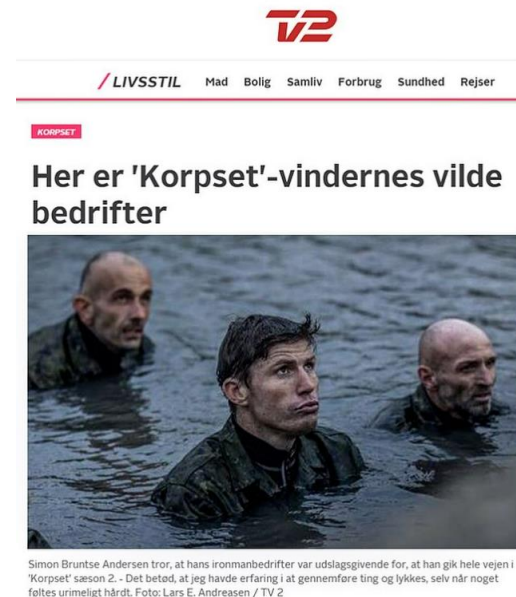 TV2
/ LIVSSTIL Mad Bolig Samliv Forbrug Sundhed Rejser
KORPSET
Her er 'Korpset'-vindernes vilde
bedrifter
Simon Bruntse Andersen tror, at hans ironmanbedrifter var udslagsgivende for, at han gik hele vejen i
'Korpset' sæson 2. - Det betød, at jeg havde erfaring i at gennemføre ting og lykkes, selv når noget
føltes urimeligt hårdt. Foto: Lars E. Andreasen / TV 2